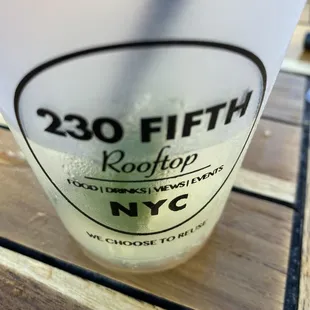 230 FIFTH
Rooftop
FOOD | DRINKS | VIEWS | EVENTS
NYC
WE CHOOSE TO REUSE